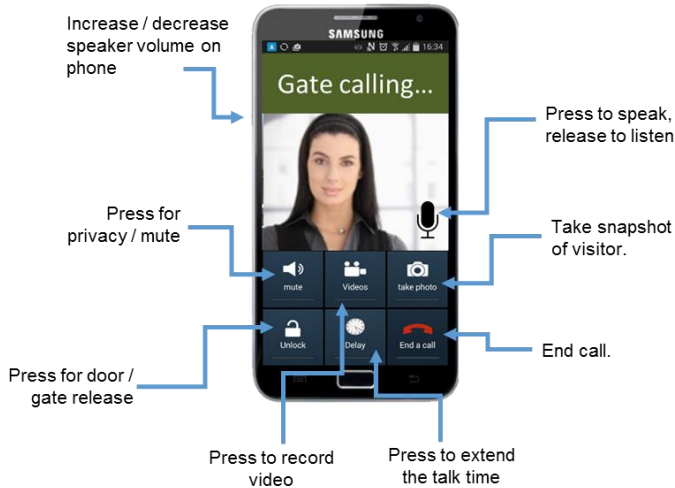 Increase / decrease
speaker volume on
phone
SAMSUNG
16:34
Gate calling...
Press to speak,
release to listen
Press for
privacy / mute
Take snapshot
of visitor.
mute
Videos
take photo
Unlock
Delay
End a call
End call.
Press for door /
gate release
Press to record
video
Press to extend
the talk time